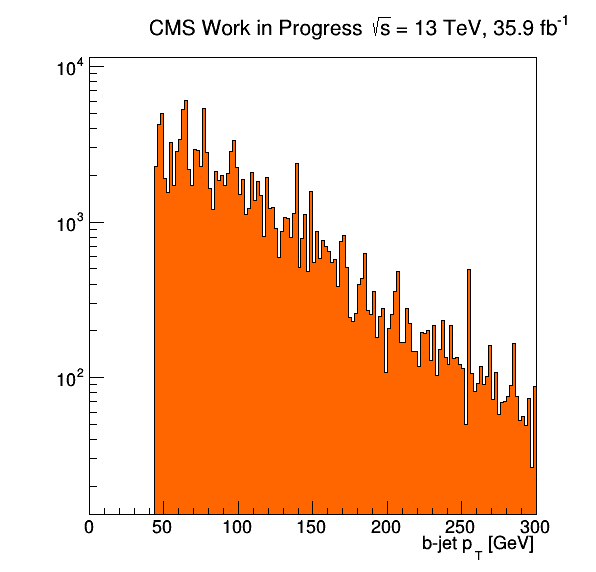 CMS Work in Progress √s = 13 TeV, 35.9 fb⁻¹
10⁴
10³
10²
0 50 100 150 200 250 300
b-jet p_T [GeV]